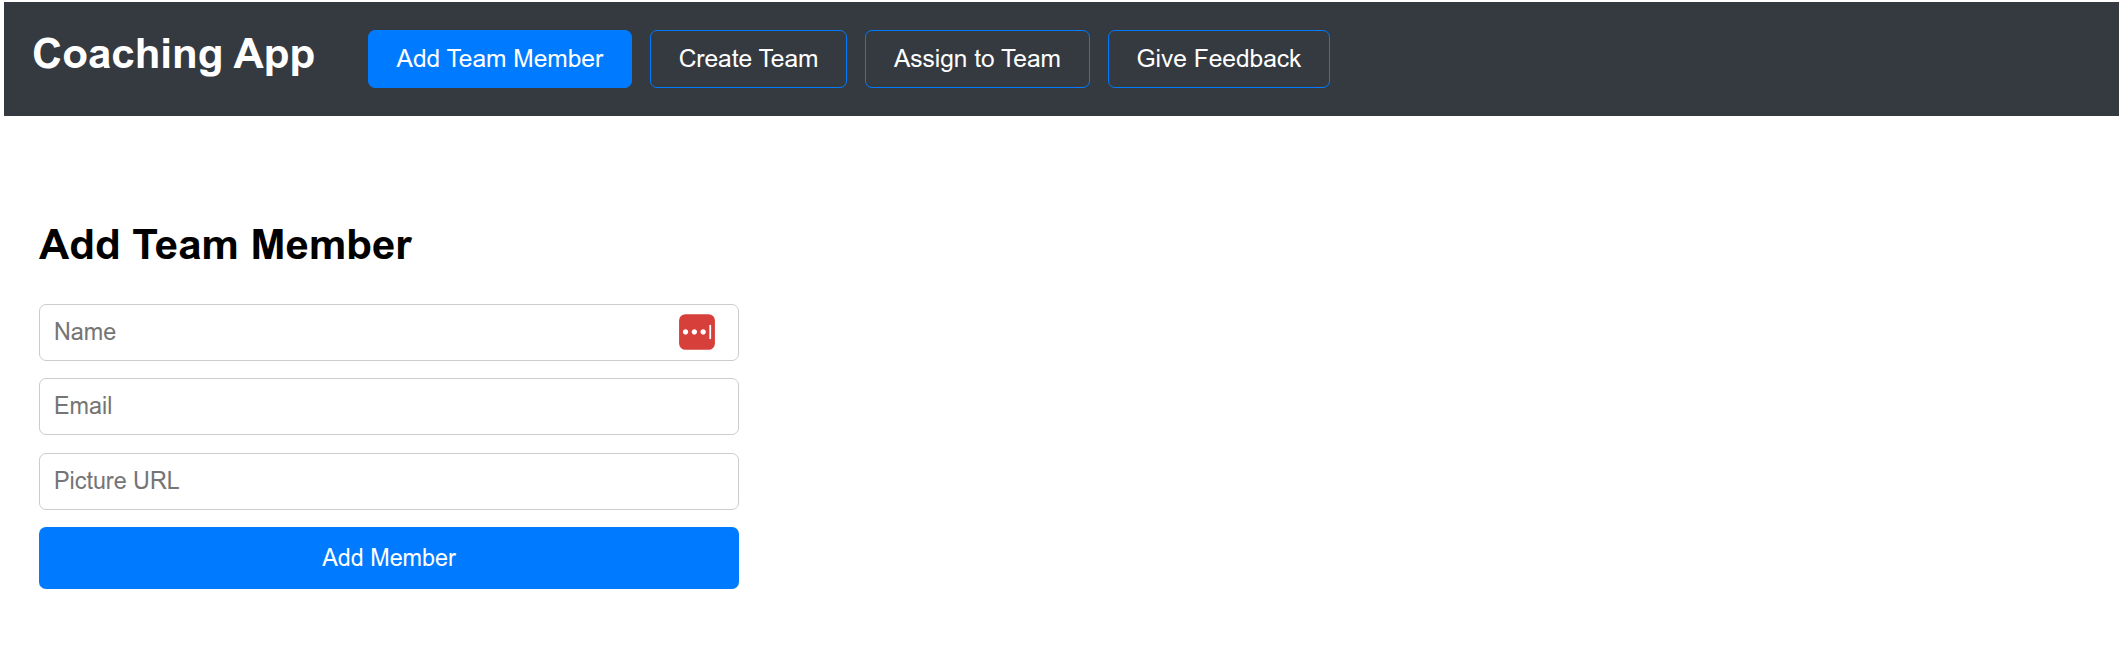 Coaching App Add Team Member Create Team Assign to Team Give Feedback
Add Team Member
Name
Email
Picture URL
Add Member